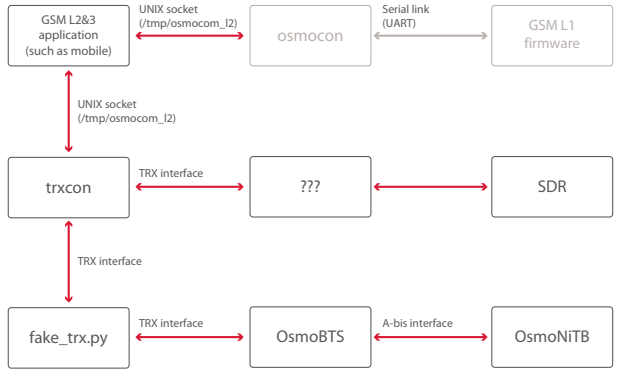 GSM L2&3
application
(such as mobile)
UNIX socket
(/tmp/osmocom_l2)
osmocon
Serial link
(UART)
GSM L1
firmware
UNIX socket
(/tmp/osmocom_l2)
trxcon
TRX interface
???
SDR
TRX interface
fake_trx.py
TRX interface
OsmoBTS
A-bis interface
OsmoNiTB